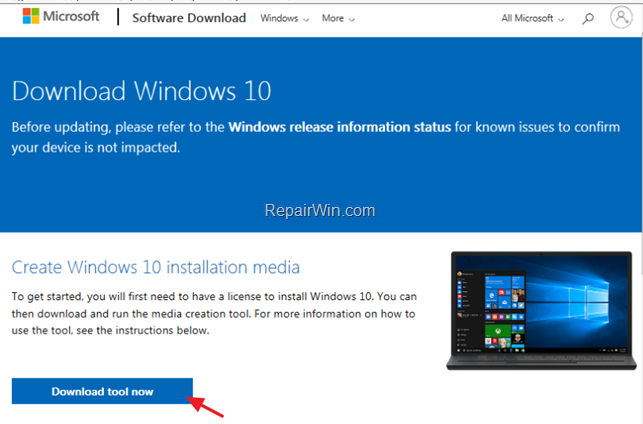 Microsoft Software Download Windows More All Microsoft
Download Windows 10
Before updating, please refer to the Windows release information status for known issues to confirm
your device is not impacted.
RepairWin.com
Create Windows 10 installation media
To get started, you will first need to have a license to install Windows 10. You can
then download and run the media creation tool. For more information on how to
use the tool, see the instructions below.
Download tool now